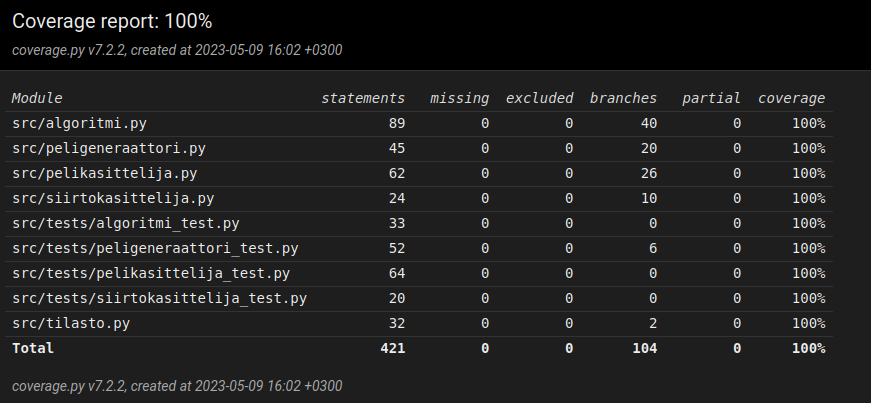 Coverage report: 100%
coverage.py v7.2.2, created at 2023-05-09 16:02 +0300
Module statements missing excluded branches partial coverage
src/algoritmi.py 89 0 0 40 0 100%
src/peligeneraattori.py 45 0 0 20 0 100%
src/pelikasittelija.py 62 0 0 26 0 100%
src/siirtokasittelija.py 24 0 0 10 0 100%
src/tests/algoritmi_test.py 33 0 0 0 0 100%
src/tests/peligeneraattori_test.py 52 0 0 6 0 100%
src/tests/pelikasittelija_test.py 64 0 0 0 0 100%
src/tests/siirtokasittelija_test.py 20 0 0 0 0 100%
src/tilasto.py 32 0 0 2 0 100%
Total 421 0 0 104 0 100%
coverage.py v7.2.2, created at 2023-05-09 16:02 +0300